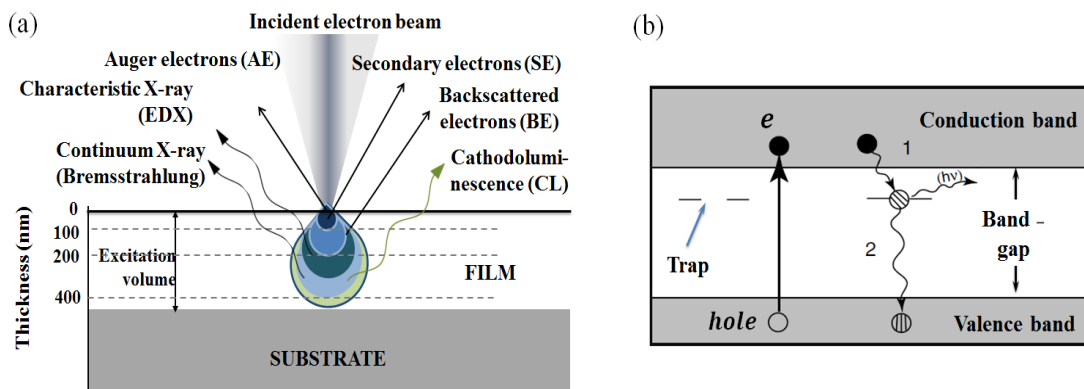 (a)
Incident electron beam
Auger electrons (AE)
Characteristic X-ray
(EDX)
Continuum X-ray
(Bremsstrahlung)
Secondary electrons (SE)
Backscattered
electrons (BE)
Cathodolumi-
nescence (CL)
Thickness (nm)
0
100
200
400
Excitation
volume
FILM
SUBSTRATE
(b)
e
Conduction band
1
(hν)
Trap
2
Band -
gap
hole
Valence band